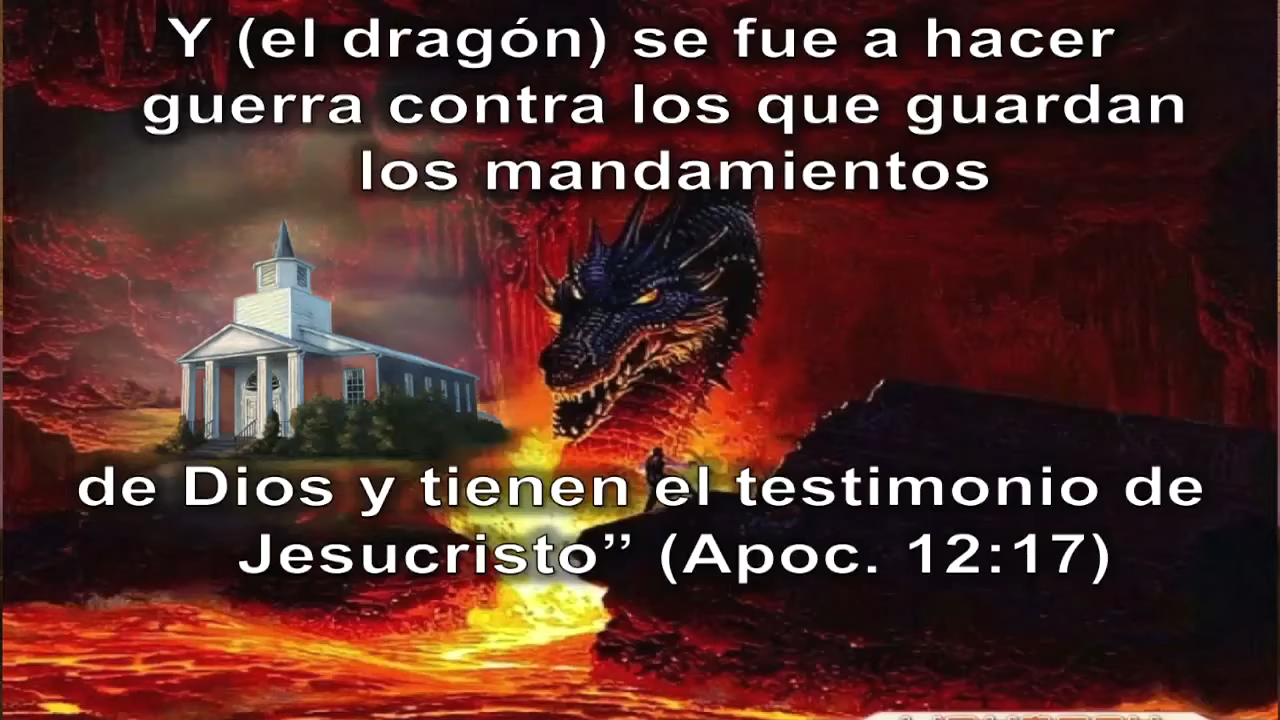 Y (el dragón) se fue a hacer
guerra contra los que guardan
los mandamientos
de Dios y tienen el testimonio de
Jesucristo” (Apoc. 12:17)